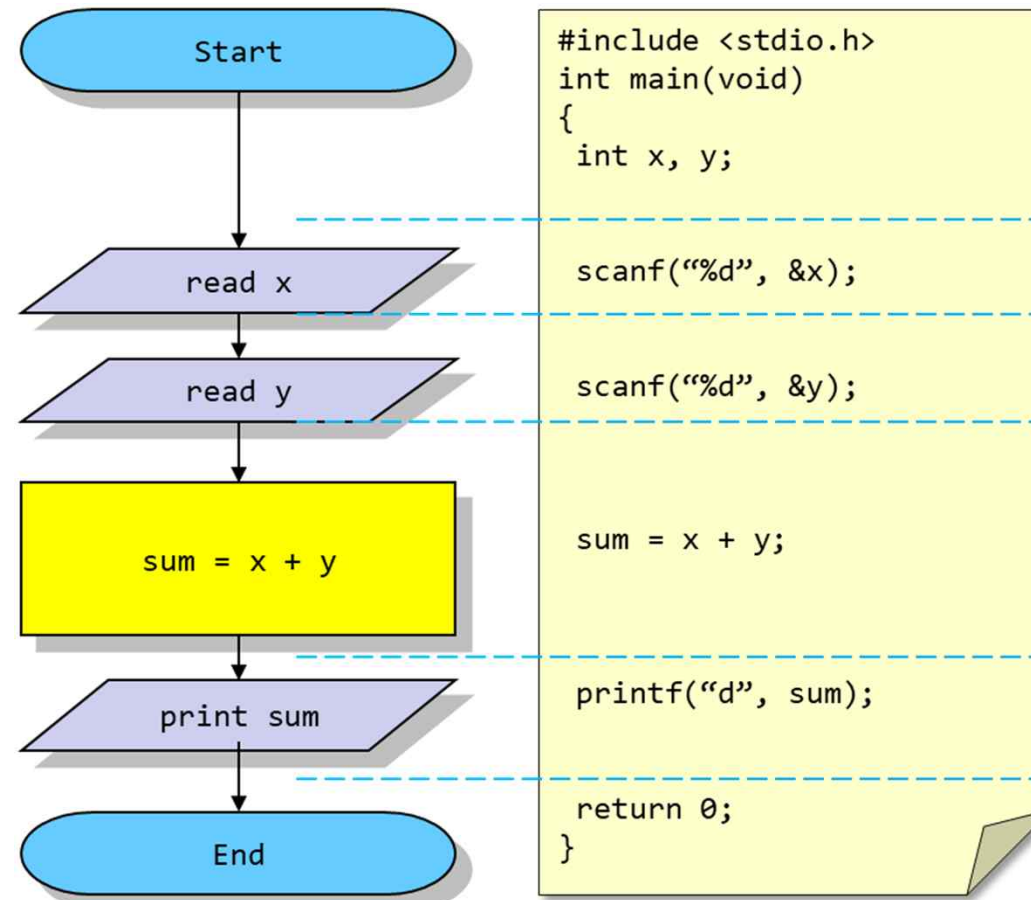 Start
read x
read y
sum = x + y
print sum
End
#include <stdio.h>
int main(void)
{
 int x, y;
 scanf(“%d”, &x);
 scanf(“%d”, &y);
 sum = x + y;
 printf(“d”, sum);
 return 0;
}